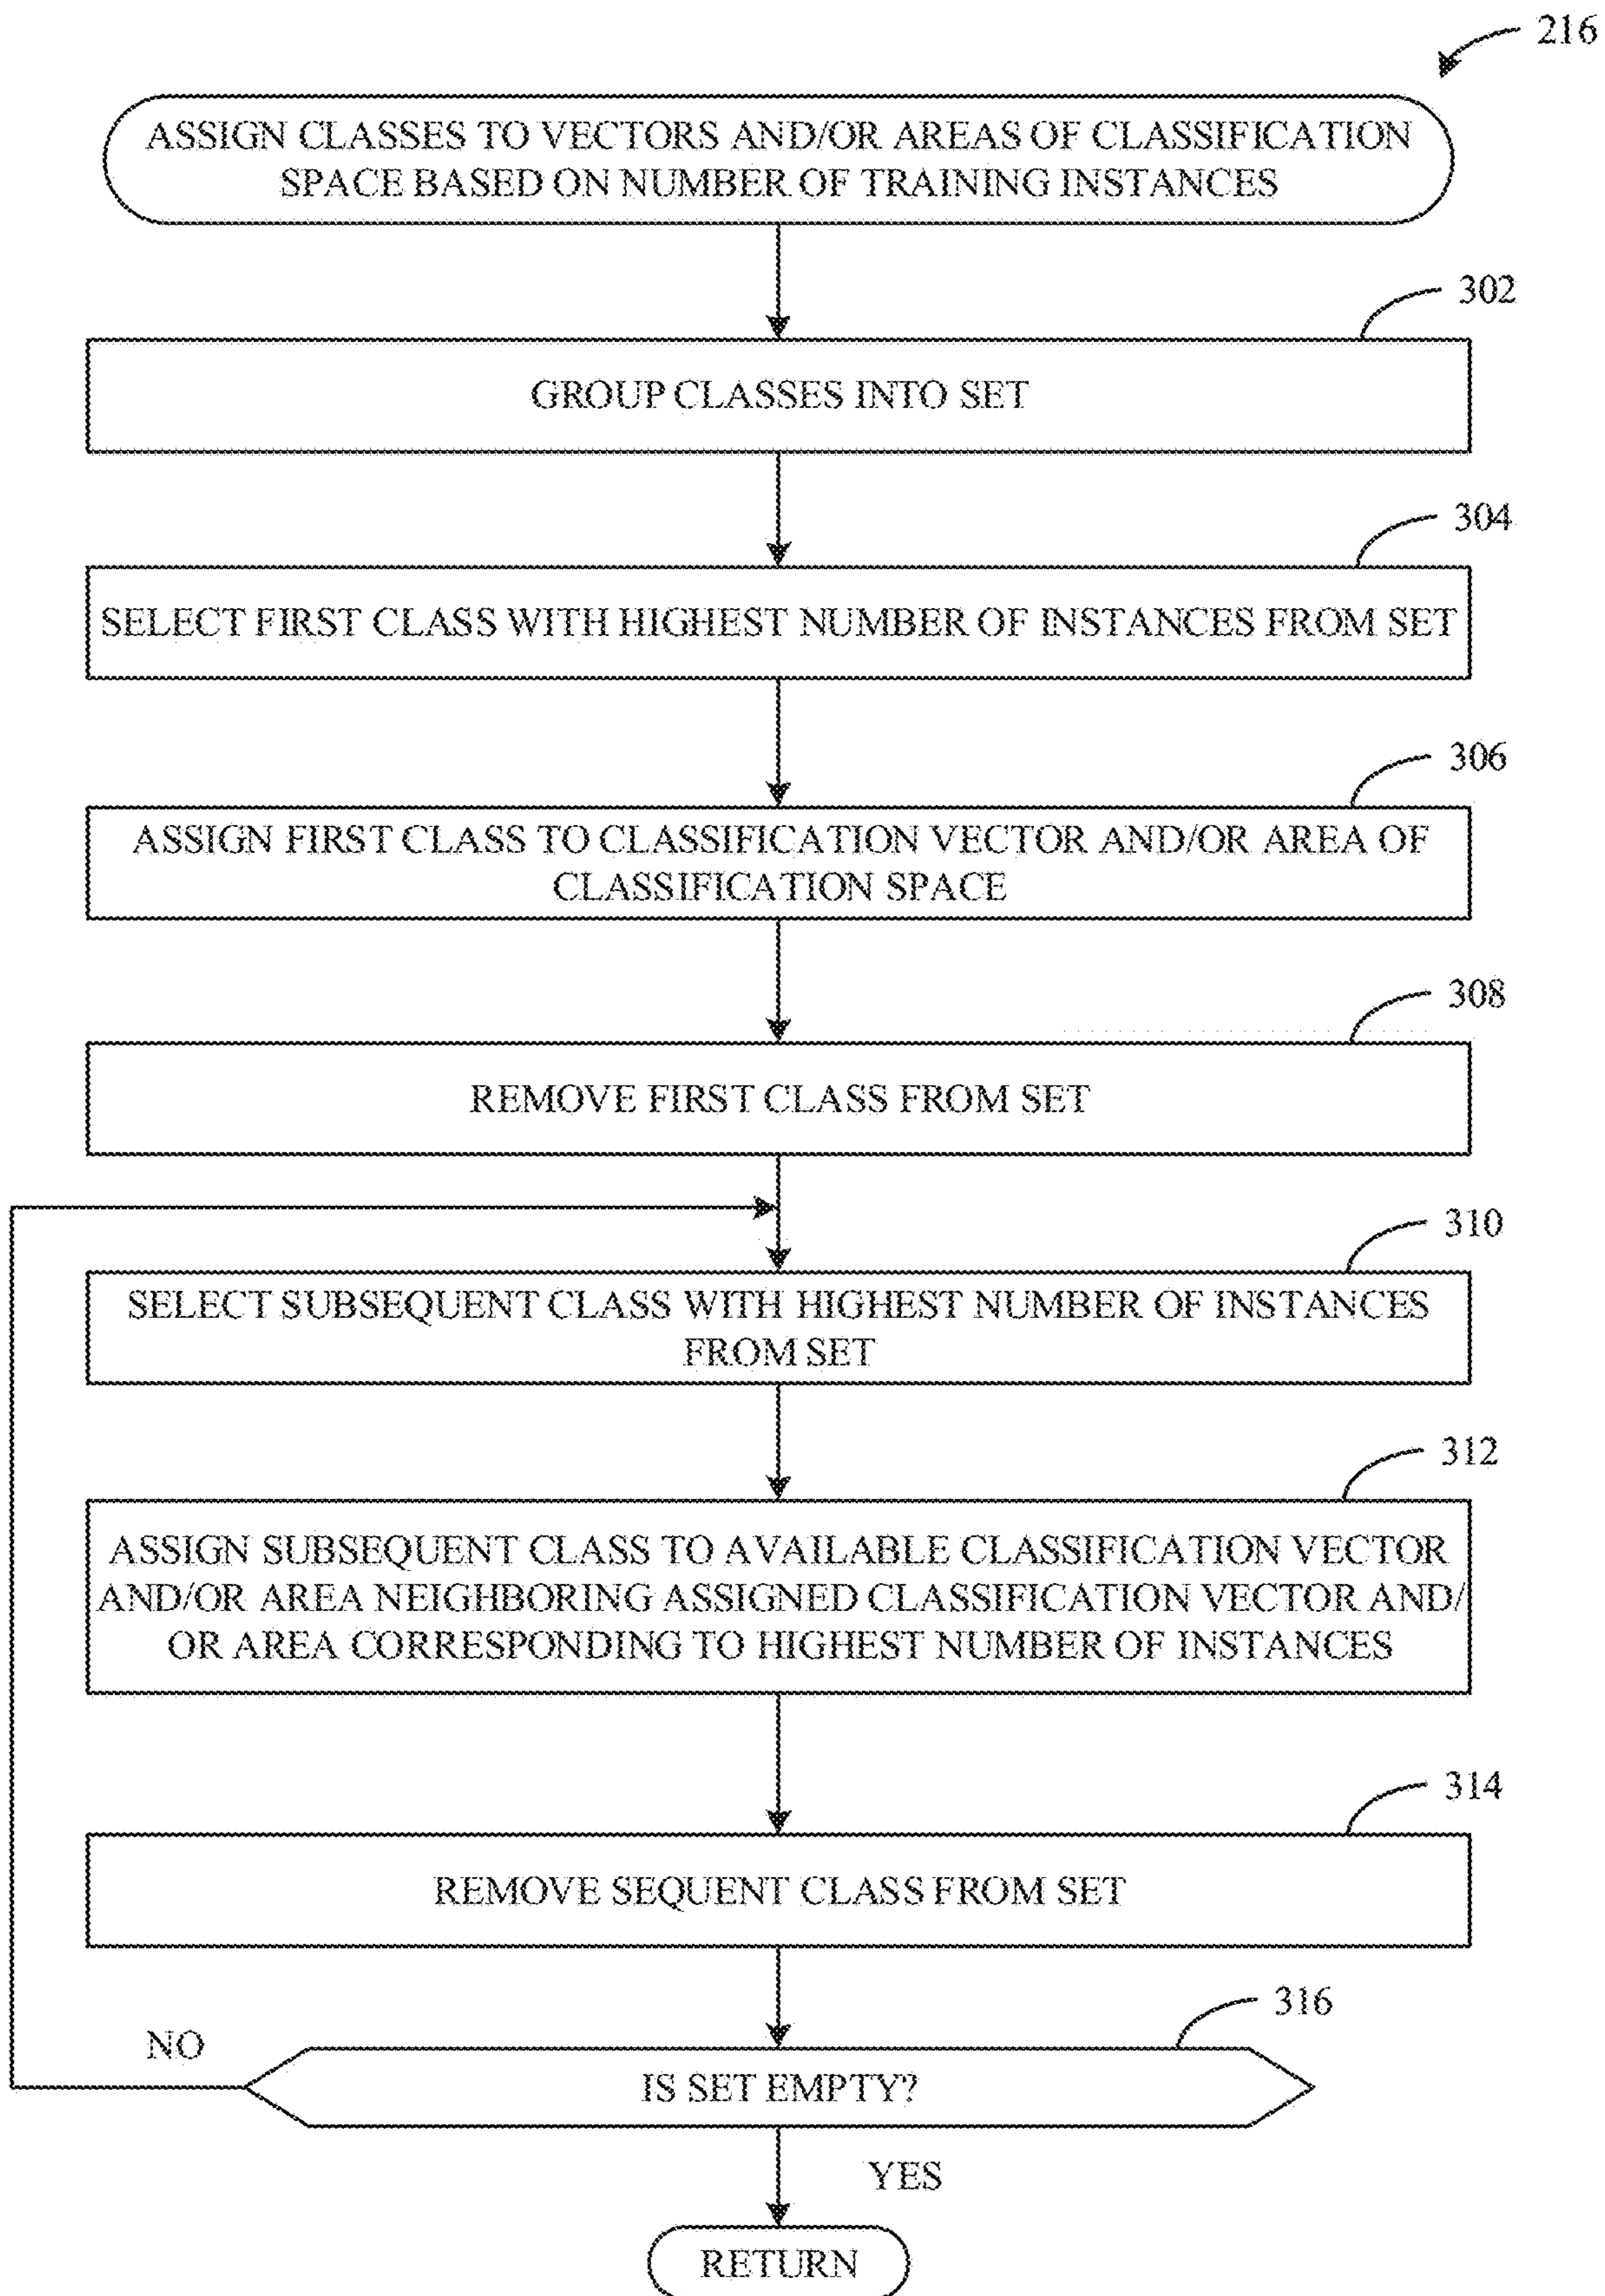 216
ASSIGN CLASSES TO VECTORS AND/OR AREAS OF CLASSIFICATION
SPACE BASED ON NUMBER OF TRAINING INSTANCES
302
GROUP CLASSES INTO SET
304
SELECT FIRST CLASS WITH HIGHEST NUMBER OF INSTANCES FROM SET
306
ASSIGN FIRST CLASS TO CLASSIFICATION VECTOR AND/OR AREA OF
CLASSIFICATION SPACE
308
REMOVE FIRST CLASS FROM SET
310
SELECT SUBSEQUENT CLASS WITH HIGHEST NUMBER OF INSTANCES
FROM SET
312
ASSIGN SUBSEQUENT CLASS TO AVAILABLE CLASSIFICATION VECTOR
AND/OR AREA NEIGHBORING ASSIGNED CLASSIFICATION VECTOR AND/
OR AREA CORRESPONDING TO HIGHEST NUMBER OF INSTANCES
314
REMOVE SEQUENT CLASS FROM SET
316
NO
IS SET EMPTY?
YES
RETURN